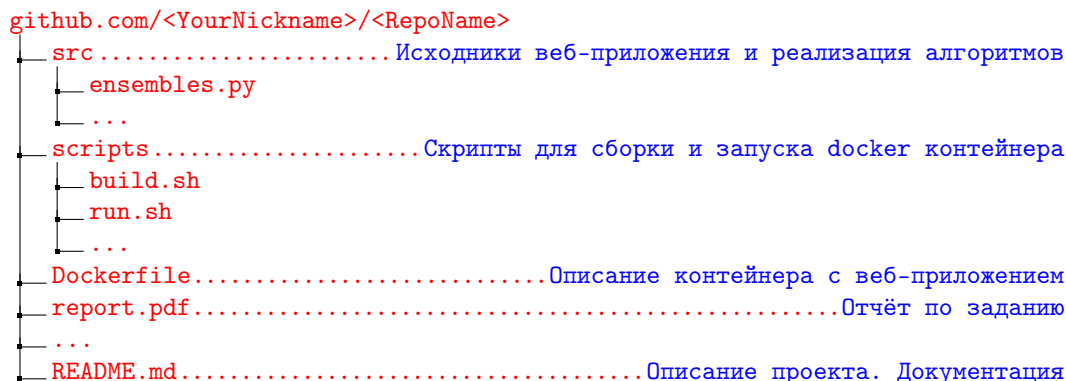 github.com/<YourNickname>/<RepoName>
src........................Исходники веб-приложения и реализация алгоритмов
ensembles.py
...
scripts......................Скрипты для сборки и запуска docker контейнера
build.sh
run.sh
...
Dockerfile.............................Описание контейнера с веб-приложением
report.pdf.....................................................Отчёт по заданию
...
README.md......................................Описание проекта. Документация